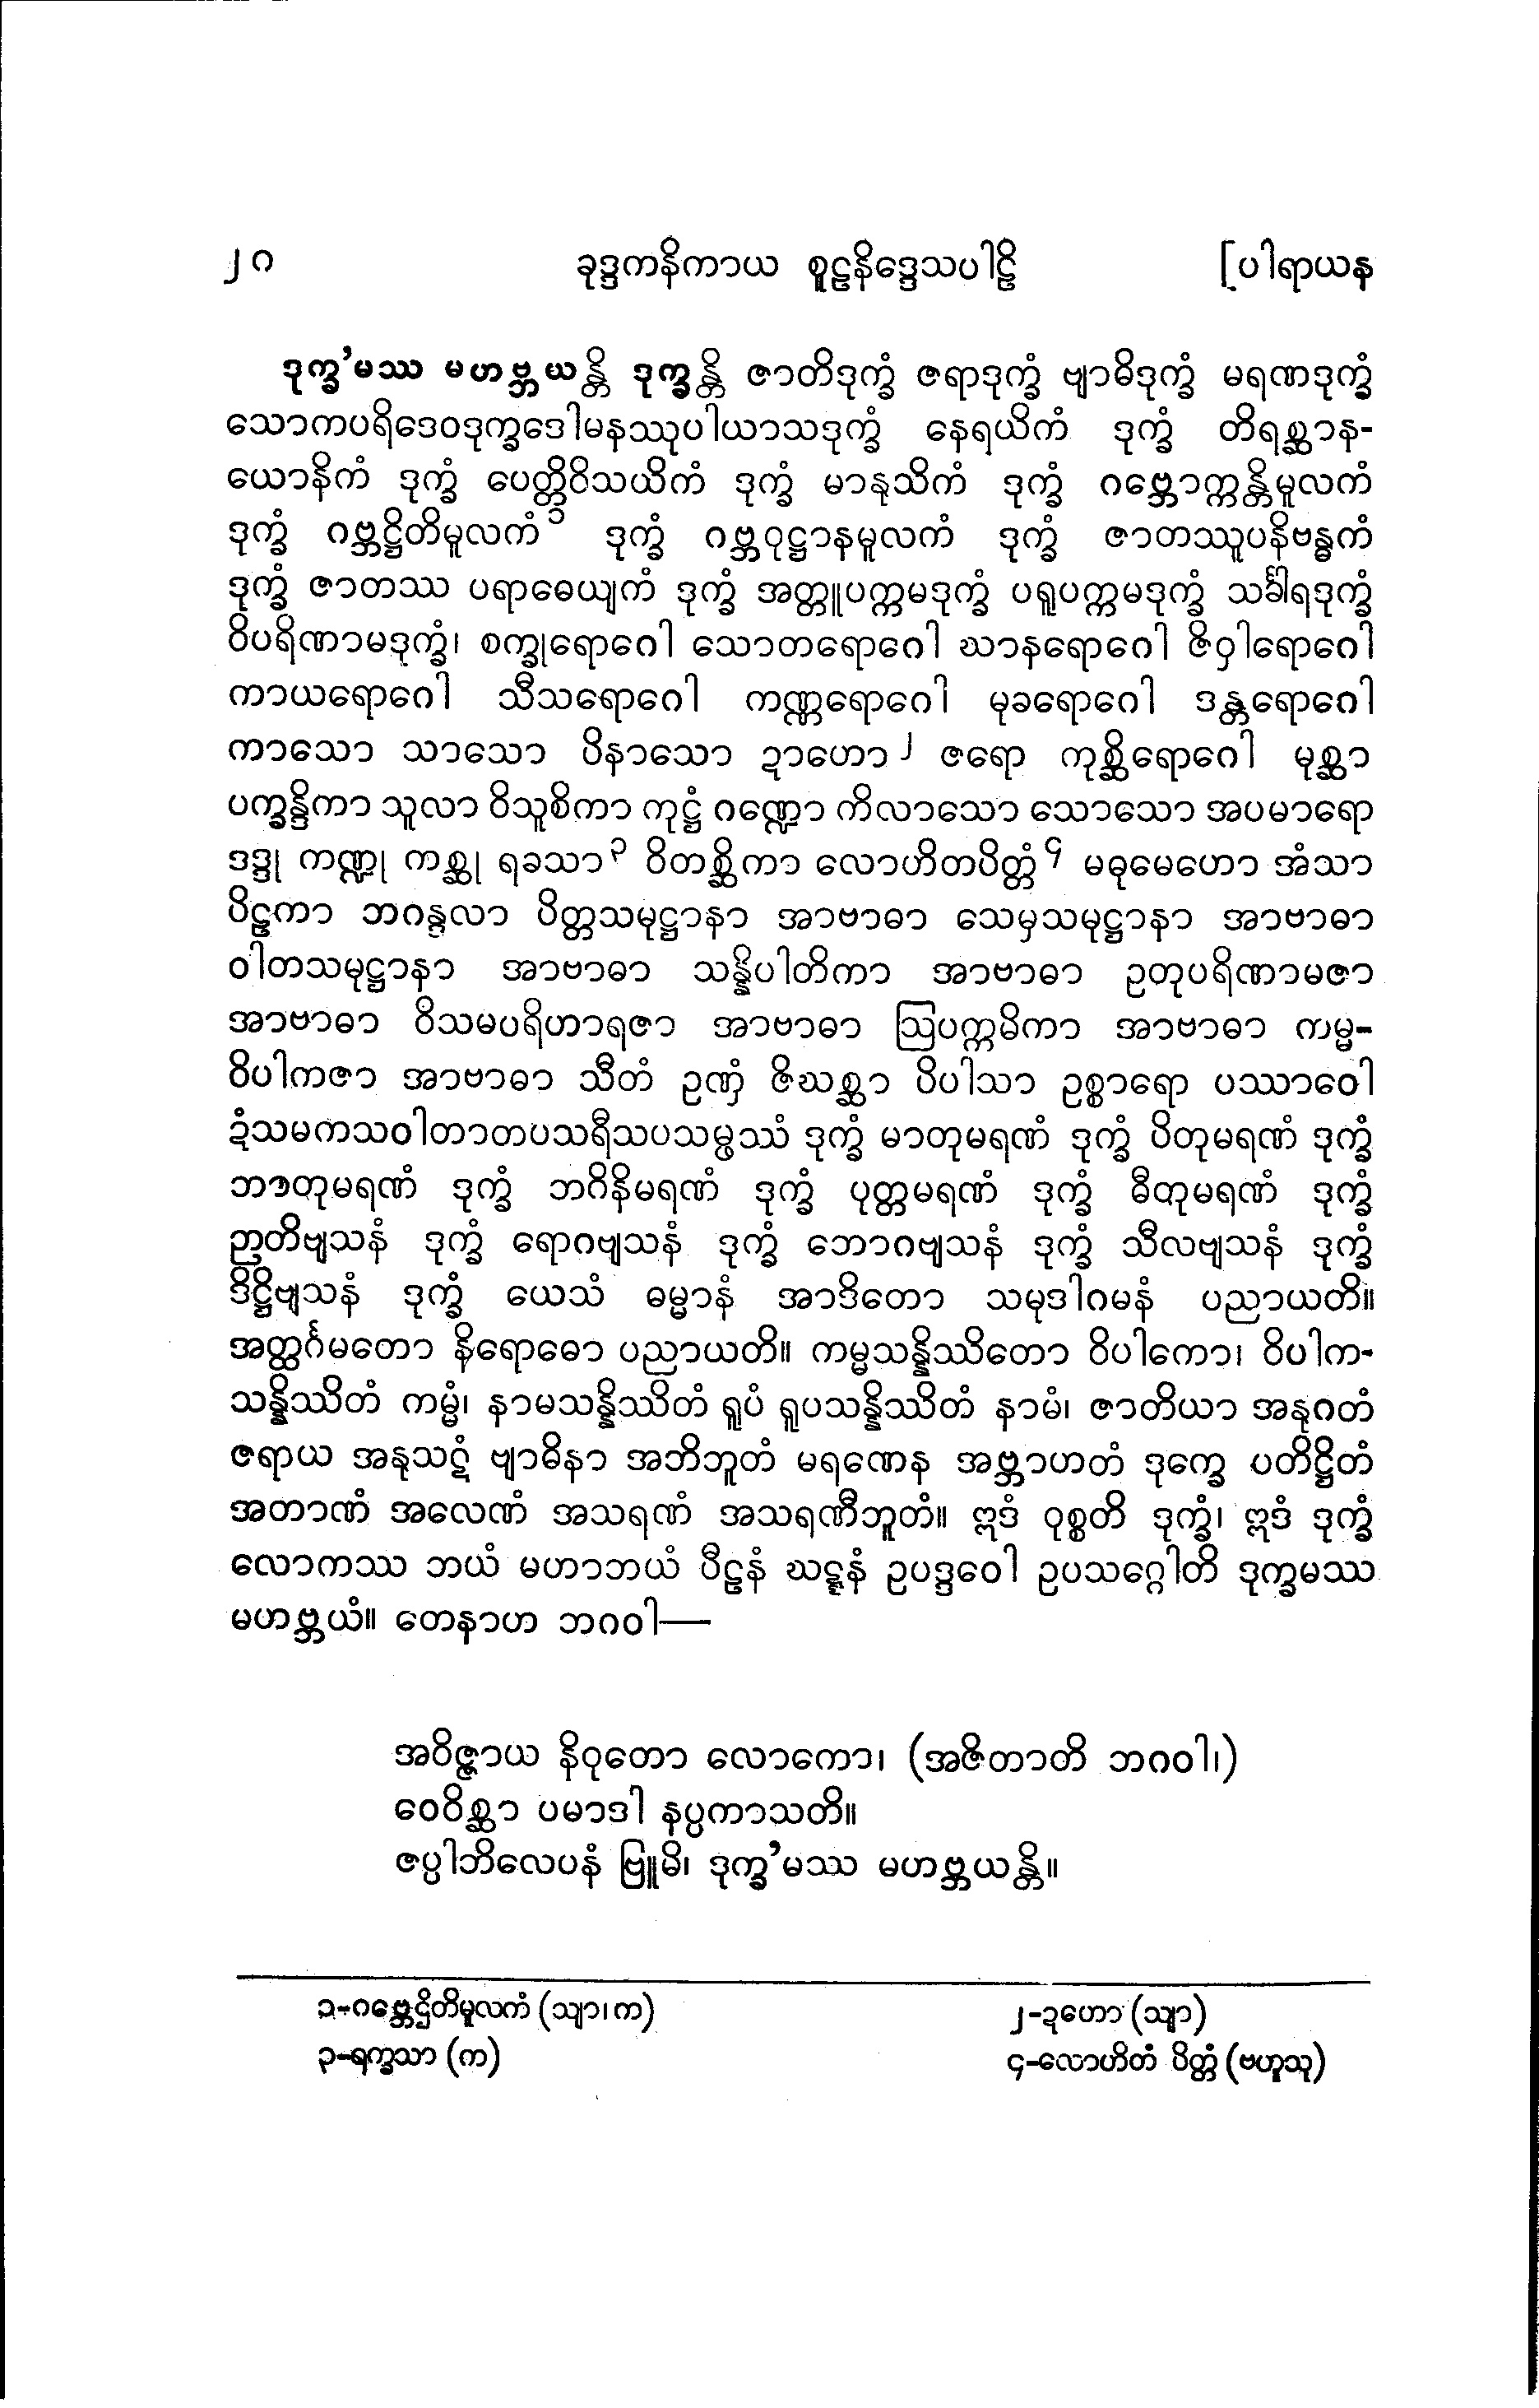 ၂၈ ခုဒ္ဒကနိကာယ စူဠနိဒ္ဒေသပါဠိ [ပါရာယန
ဒုက္ခ’မဿ မဟဗ္ဘယန္တိ ဒုက္ခန္တိ ဇာတိဒုက္ခံ ဇရာဒုက္ခံ ဗျာဓိဒုက္ခံ မရဏဒုက္ခံ
သောကပရိဒေဝဒုက္ခဒေါမနဿုပါယာသဒုက္ခံ နေရယိကံ ဒုက္ခံ တိရစ္ဆာန-
ယောနိကံ ဒုက္ခံ ပေတ္တိဝိသယိကံ ဒုက္ခံ မာနုသိကံ ဒုက္ခံ ဂဗ္ဘောက္ကန္တိမူလကံ
ဒုက္ခံ ဂဗ္ဘဋ္ဌိတိမူလကံ၁ ဒုက္ခံ ဂဗ္ဘဝုဋ္ဌာနမူလကံ ဒုက္ခံ ဇာတဿူပနိဗန္ဓကံ
ဒုက္ခံ ဇာတဿ ပရာဓေယျကံ ဒုက္ခံ အတ္တူပက္ကမဒုက္ခံ ပရူပက္ကမဒုက္ခံ သင်္ခါရဒုက္ခံ
ဝိပရိဏာမဒုက္ခံ၊ စက္ခုရောဂေါ သောတရောဂေါ ဃာနရောဂေါ ဇိဝှါရောဂေါ
ကာယရောဂေါ သီသရောဂေါ ကဏ္ဏရောဂေါ မုခရောဂေါ ဒန္တရောဂေါ
ကာသော သာသော ပိနာသော ဍာဟော၂ ဇရော ကုစ္ဆိရောဂေါ မုစ္ဆာ
ပက္ခန္ဒိကာ သူလာ ဝိသူစိကာ ကုဋ္ဌံ ဂဏ္ဍော ကိလာသော သောသော အပမာရော
ဒဒ္ဒု ကဏ္ဍု ကစ္ဆု ရခသာ၃ ဝိတစ္ဆိကာ လောဟိတပိတ္တံ၄ မဓုမေဟော အံသာ
ပိဠကာ ဘဂန္ဒလာ ပိတ္တသမုဋ္ဌာနာ အာဗာဓာ သေမှသမုဋ္ဌာနာ အာဗာဓာ
ဝါတသမုဋ္ဌာနာ အာဗာဓာ သန္နိပါတိကာ အာဗာဓာ ဥတုပရိဏာမဇာ
အာဗာဓာ ဝိသမပရိဟာရဇာ အာဗာဓာ ဩပက္ကမိကာ အာဗာဓာ ကမ္မ-
ဝိပါကဇာ အာဗာဓာ သီတံ ဥဏှံ ဇိဃစ္ဆာ ပိပါသာ ဥစ္စာရော ပဿာဝေါ
ဍံသမကသဝါတာတပသရီသပသမ္ဖဿံ ဒုက္ခံ မာတုမရဏံ ဒုက္ခံ ပိတုမရဏံ ဒုက္ခံ
ဘာတုမရဏံ ဒုက္ခံ ဘဂိနိမရဏံ ဒုက္ခံ ပုတ္တမရဏံ ဒုက္ခံ ဓီတုမရဏံ ဒုက္ခံ
ဉာတိဗျသနံ ဒုက္ခံ ရောဂဗျသနံ ဒုက္ခံ ဘောဂဗျသနံ ဒုက္ခံ သီလဗျသနံ ဒုက္ခံ
ဒိဋ္ဌိဗျသနံ ဒုက္ခံ ယေသံ ဓမ္မာနံ အာဒိတော သမုဒါဂမနံ ပညာယတိ။
အတ္ထင်္ဂမတော နိရောဓော ပညာယတိ။ ကမ္မသန္နိဿိတော ဝိပါကော၊ ဝိပါက-
သန္နိဿိတံ ကမ္မံ၊ နာမသန္နိဿိတံ ရူပံ ရူပသန္နိဿိတံ နာမံ၊ ဇာတိယာ အနုဂတံ
ဇရာယ အနုသဋံ ဗျာဓိနာ အဘိဘူတံ မရဏေန အဗ္ဘာဟတံ ဒုက္ခေ ပတိဋ္ဌိတံ
အတာဏံ အလေဏံ အသရဏံ အသရဏီဘူတံ။ ဣဒံ ဝုစ္စတိ ဒုက္ခံ၊ ဣဒံ ဒုက္ခံ
လောကဿ ဘယံ မဟာဘယံ ပီဠနံ ဃဋ္ဋနံ ဥပဒ္ဒဝေါ ဥပသဂ္ဂေါတိ ဒုက္ခမဿ
မဟဗ္ဘယံ။ တေနာဟ ဘဂဝါ—
အဝိဇ္ဇာယ နိဝုတော လောကော၊ (အဇိတာတိ ဘဂဝါ၊)
ဝေဝိစ္ဆာ ပမာဒါ နပ္ပကာသတိ။
ဇပ္ပါဘိလေပနံ ဗြူမိ၊ ဒုက္ခ’မဿ မဟဗ္ဘယန္တိ။
၁-ဂဗ္ဘေဌိတိမူလကံ (သျာ၊က) ၂-ဍဟော (သျာ)
၃-ရက္ခသာ (က) ၄-လောဟိတံ ပိတ္တံ (ဗဟူသု)